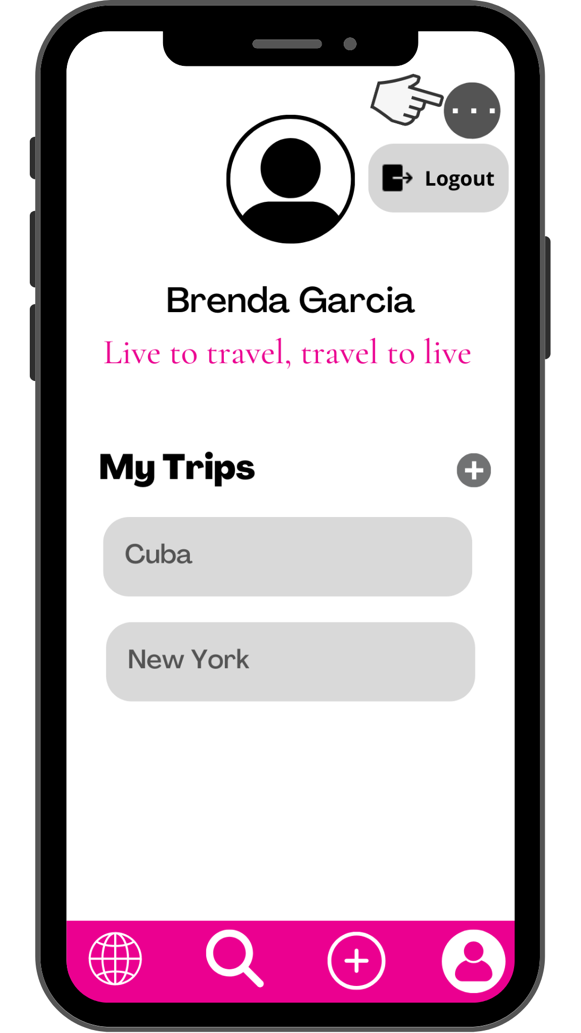 Logout
Brenda Garcia
Live to travel, travel to live
My Trips
Cuba
New York